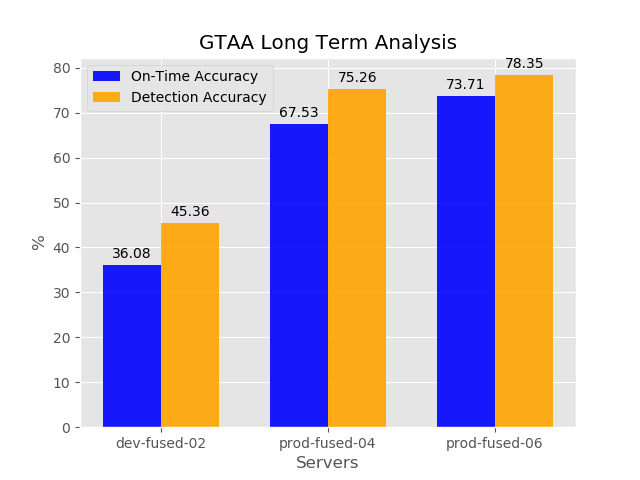 GTAA Long Term Analysis
On-Time Accuracy
Detection Accuracy
80
70
60
50
40
30
20
10
0
%
36.08
45.36
67.53
75.26
73.71
78.35
dev-fused-02
prod-fused-04
prod-fused-06
Servers